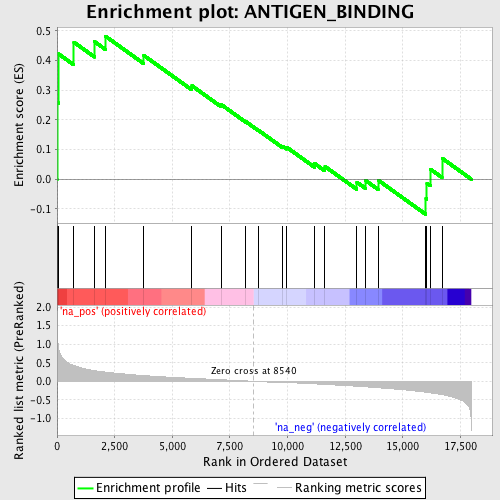 Enrichment plot: ANTIGEN_BINDING
Enrichment score (ES)
0.5
0.4
0.3
0.2
0.1
0.0
-0.1
Ranked list metric (PreRanked)
'na_pos' (positively correlated)
2.0
1.5
1.0
0.5
0.0
-0.5
-1.0
Zero cross at 8540
'na_neg' (negatively correlated)
0
2,500
5,000
7,500
10,000
12,500
15,000
17,500
Rank in Ordered Dataset
Enrichment profile
Hits
Ranking metric scores